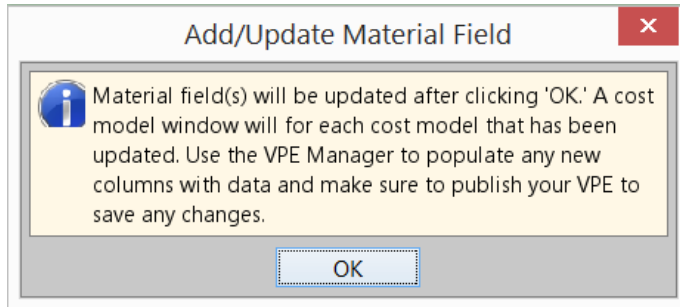 Add/Update Material Field
Material field(s) will be updated after clicking 'OK.' A cost
model window will for each cost model that has been
updated. Use the VPE Manager to populate any new
columns with data and make sure to publish your VPE to
save any changes.
OK